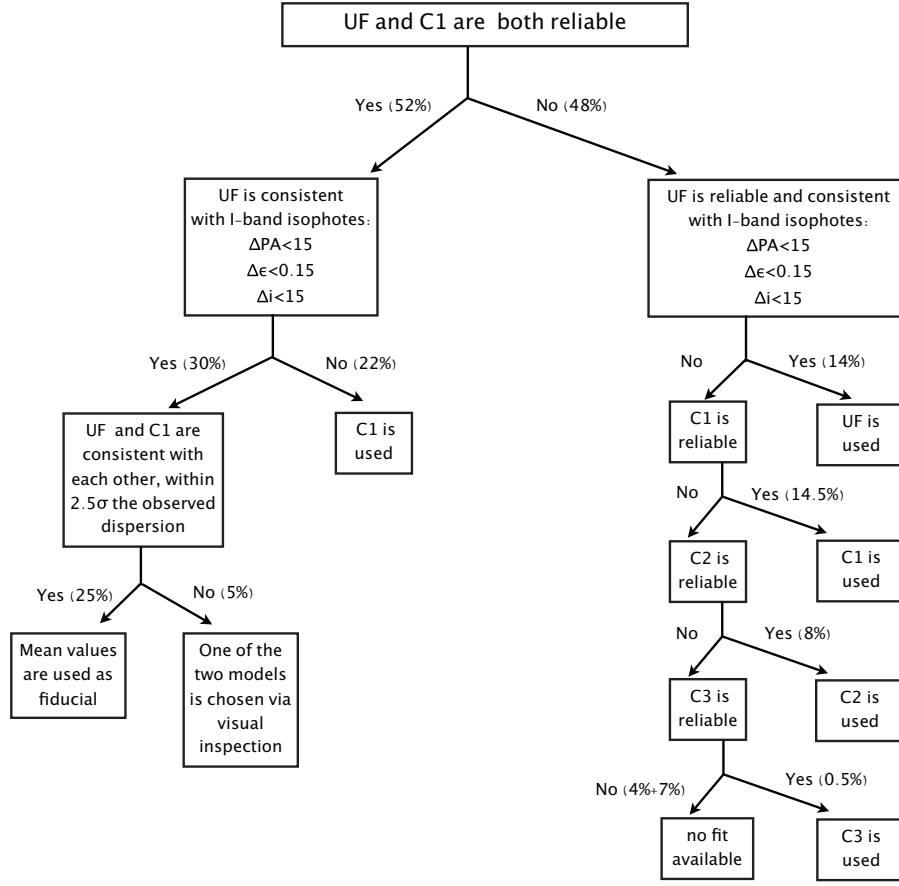 UF and C1 are both reliable
Yes (52%)
No (48%)
UF is consistent
with I-band isophotes:
ΔPA<15
Δϵ<0.15
Δi<15
UF is reliable and consistent
with I-band isophotes:
ΔPA<15
Δϵ<0.15
Δi<15
Yes (30%)
No (22%)
No
Yes (14%)
UF and C1 are
consistent with
each other, within
2.5σ the observed
dispersion
C1 is
used
C1 is
reliable
UF is
used
No
Yes (14.5%)
C2 is
reliable
C1 is
used
Yes (25%)
No (5%)
Mean values
are used as
fiducial
One of the
two models
is chosen via
visual
inspection
No
Yes (8%)
C3 is
reliable
C2 is
used
No (4%+7%)
Yes (0.5%)
no fit
available
C3 is
used